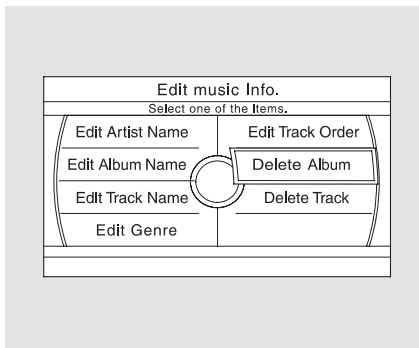 Edit music Info.
Select one of the Items.
Edit Artist Name
Edit Album Name
Edit Track Name
Edit Genre
Edit Track Order
Delete Album
Delete Track